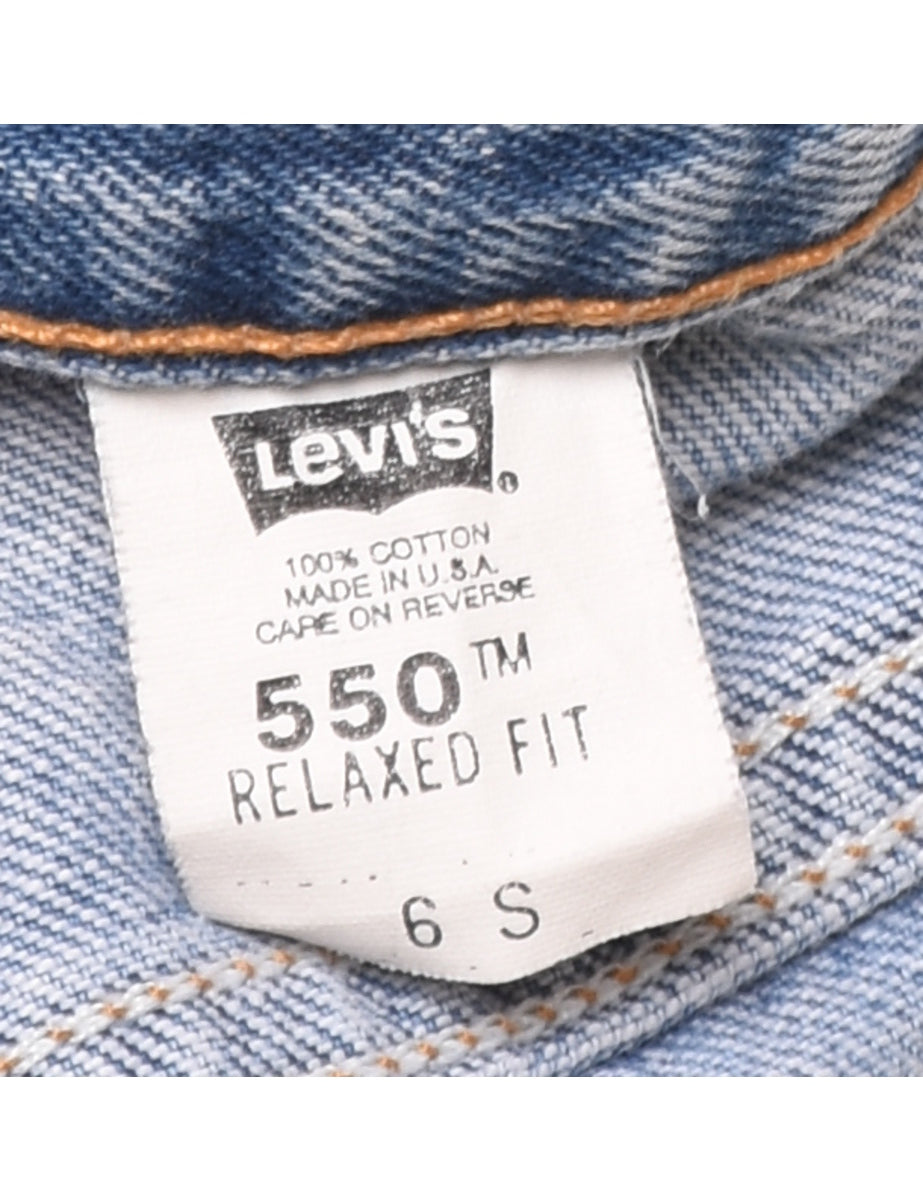 Levi's ®
100% COTTON
MADE IN U.S.A.
CARE ON REVERSE
550™
RELAXED FIT
6 S